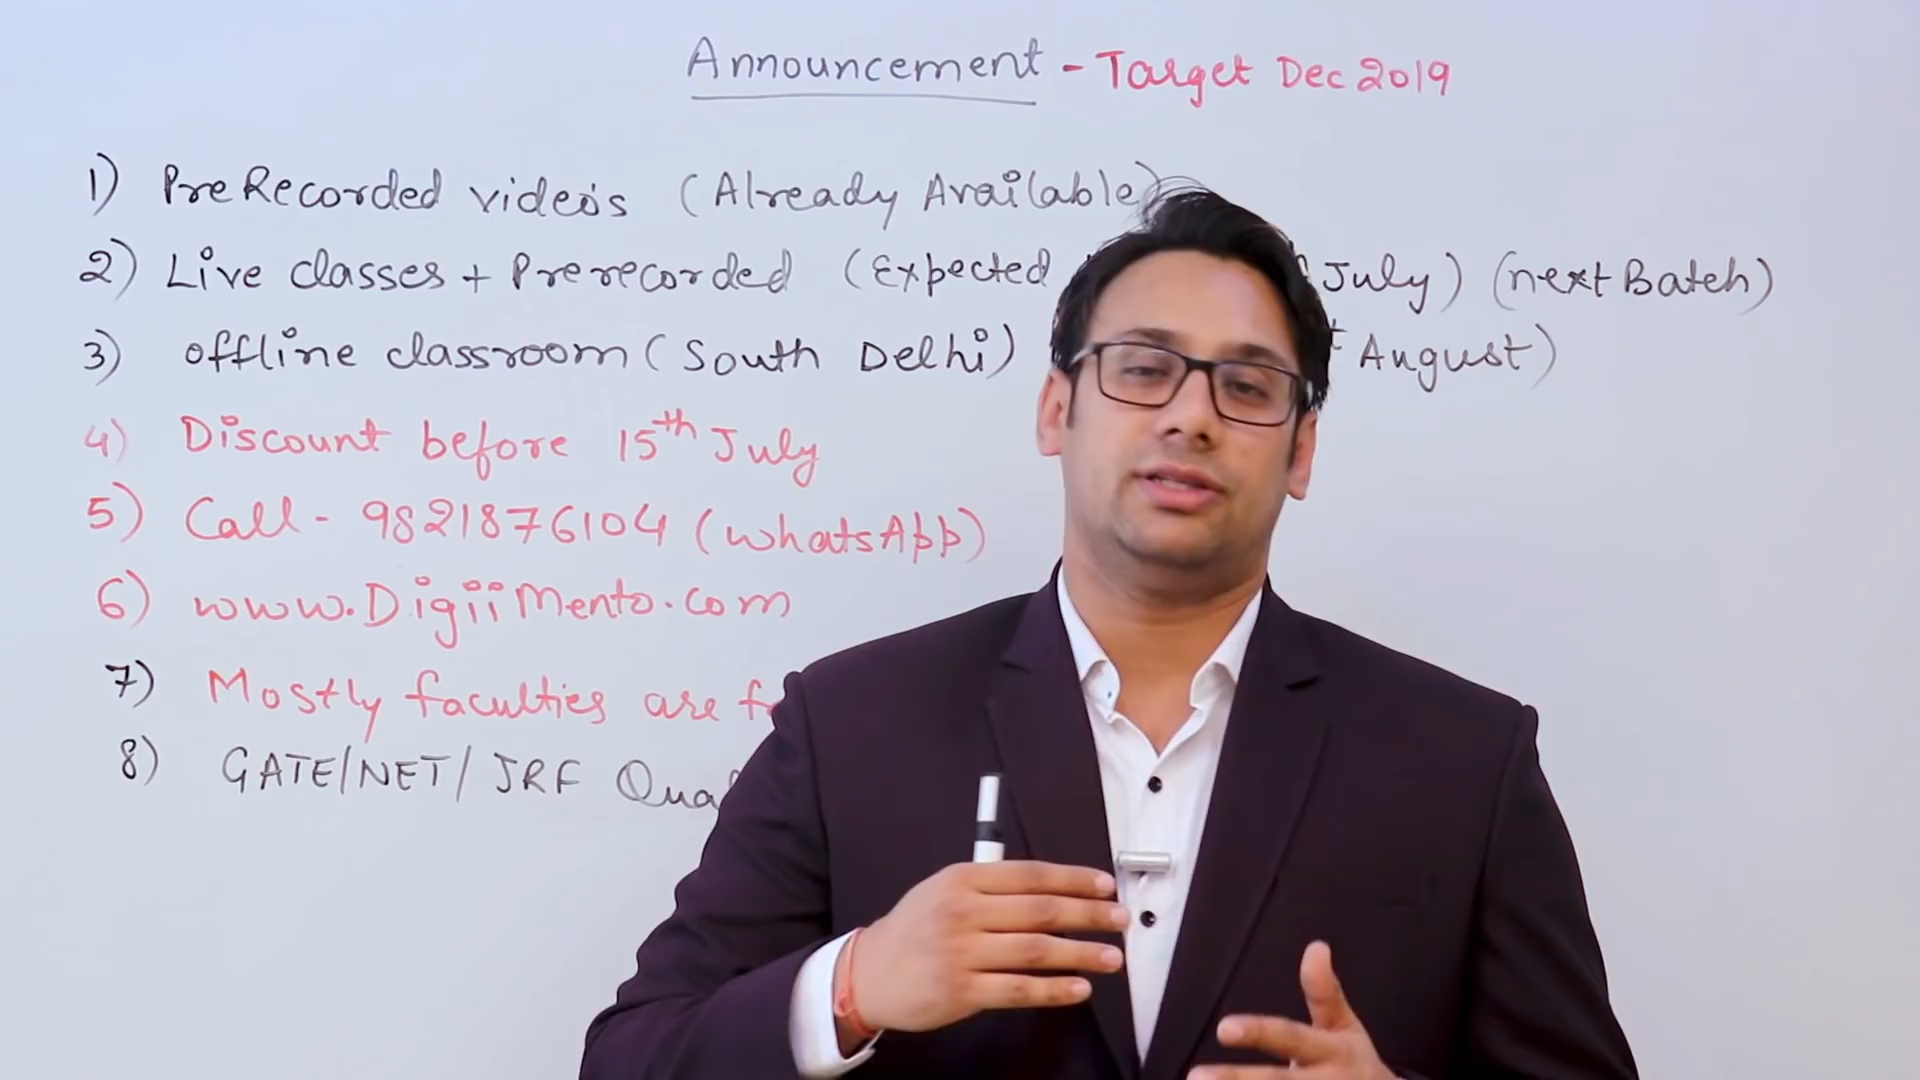 Announcement - Target Dec 2019
1) PreRecorded videos (Already Available)
2) Live classes + Prerecorded (Expected July) (next Batch)
3) offline classroom (South Delhi) August)
4) Discount before 15th July
5) Call - 9821876104 (whatsApp)
6) www.DigiiMento.com
7) Mostly faculties are
8) GATE/NET/JRF